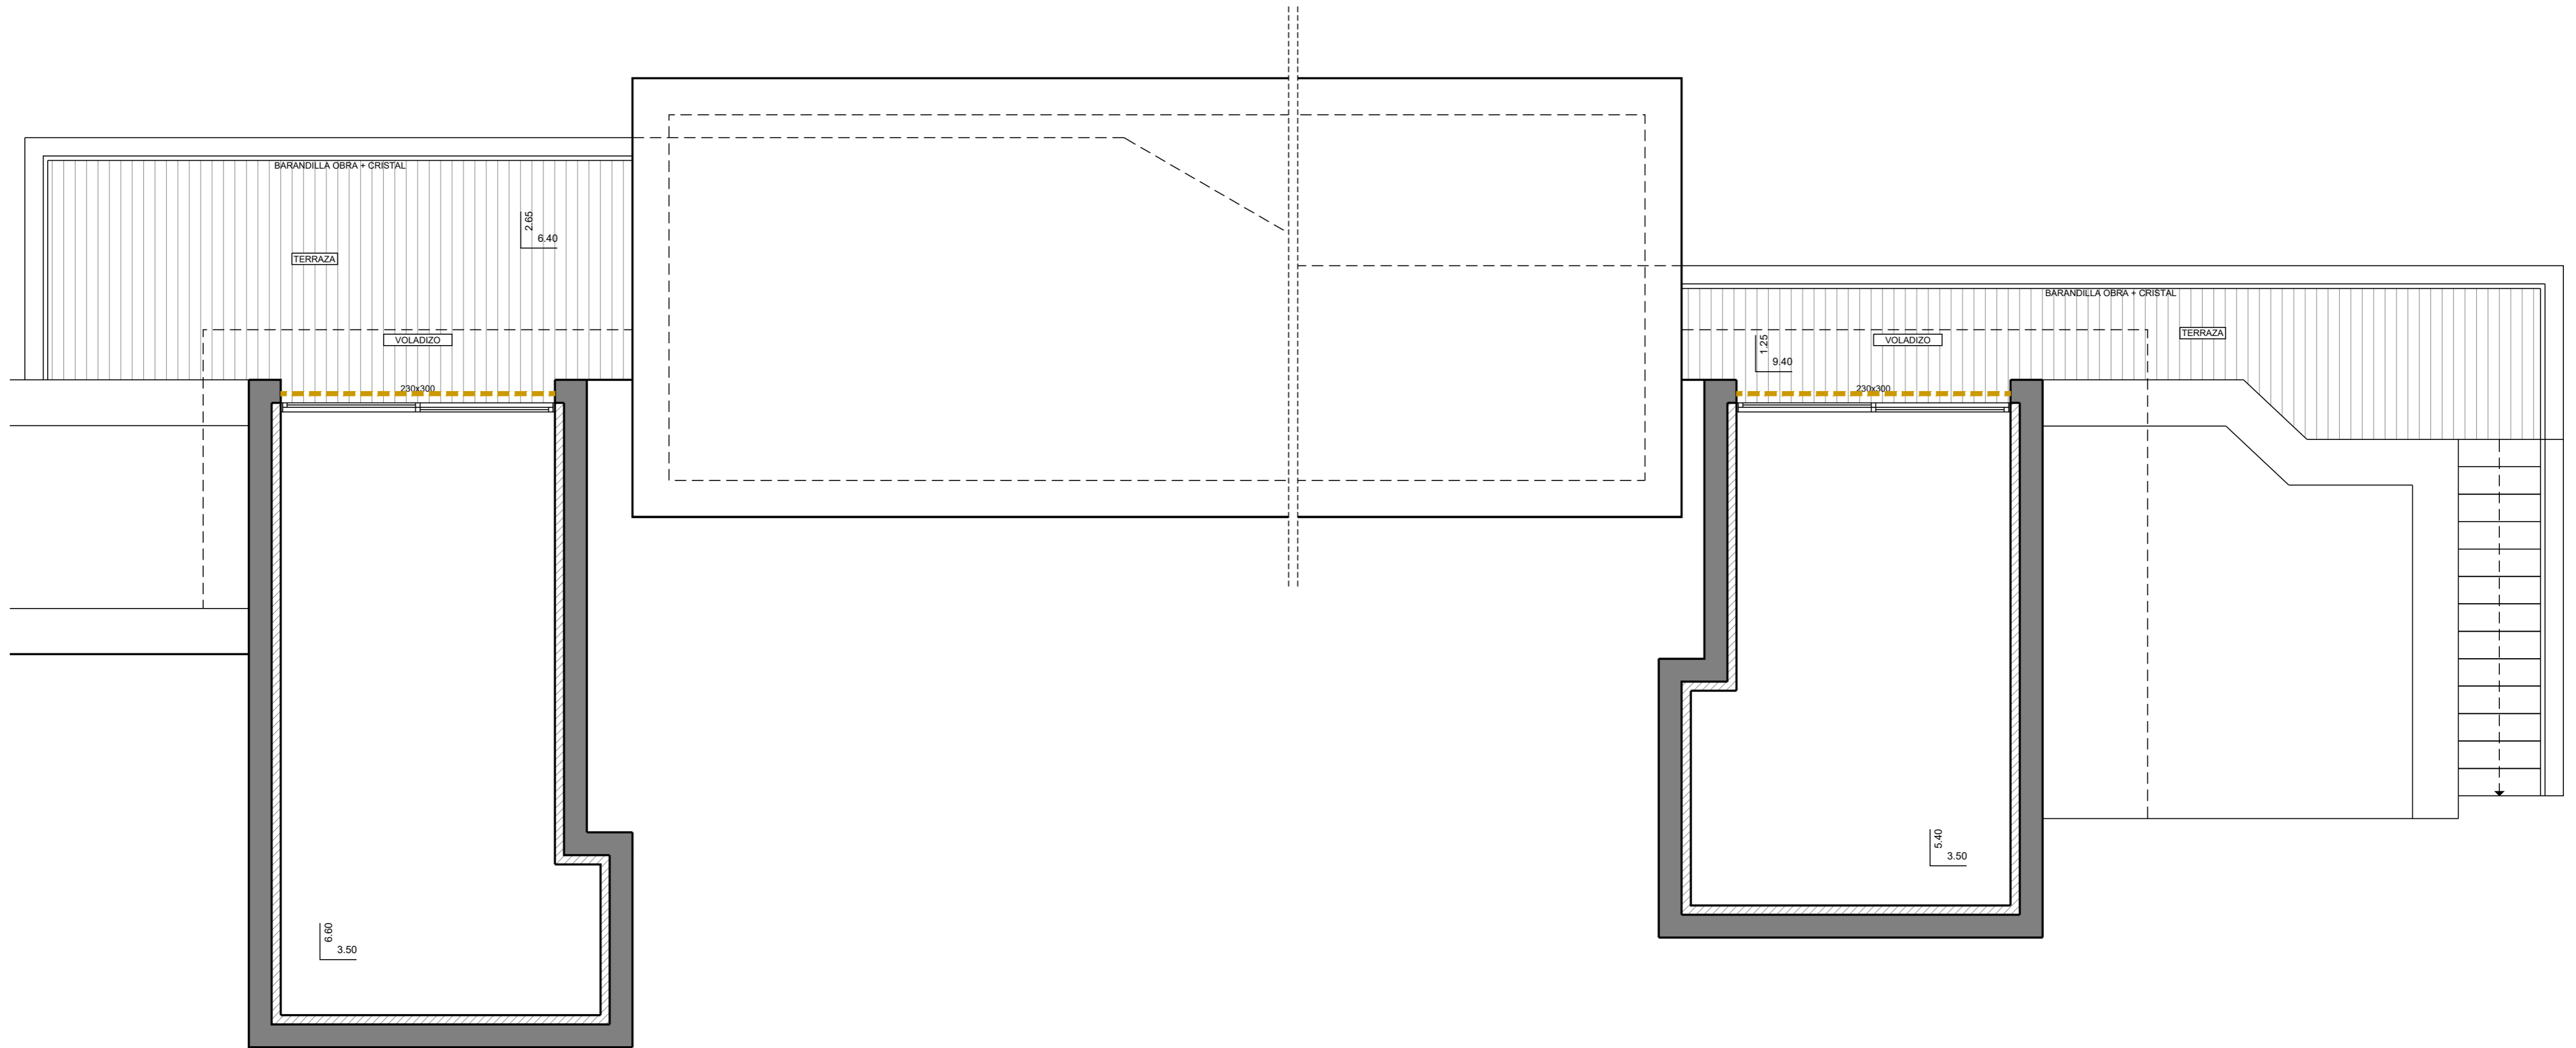 BARANDILLA OBRA + CRISTAL
2.65
6.40
TERRAZA
VOLADIZO
230x300
6.60
3.50
BARANDILLA OBRA + CRISTAL
TERRAZA
1.25
9.40
VOLADIZO
230x300
5.40
3.50